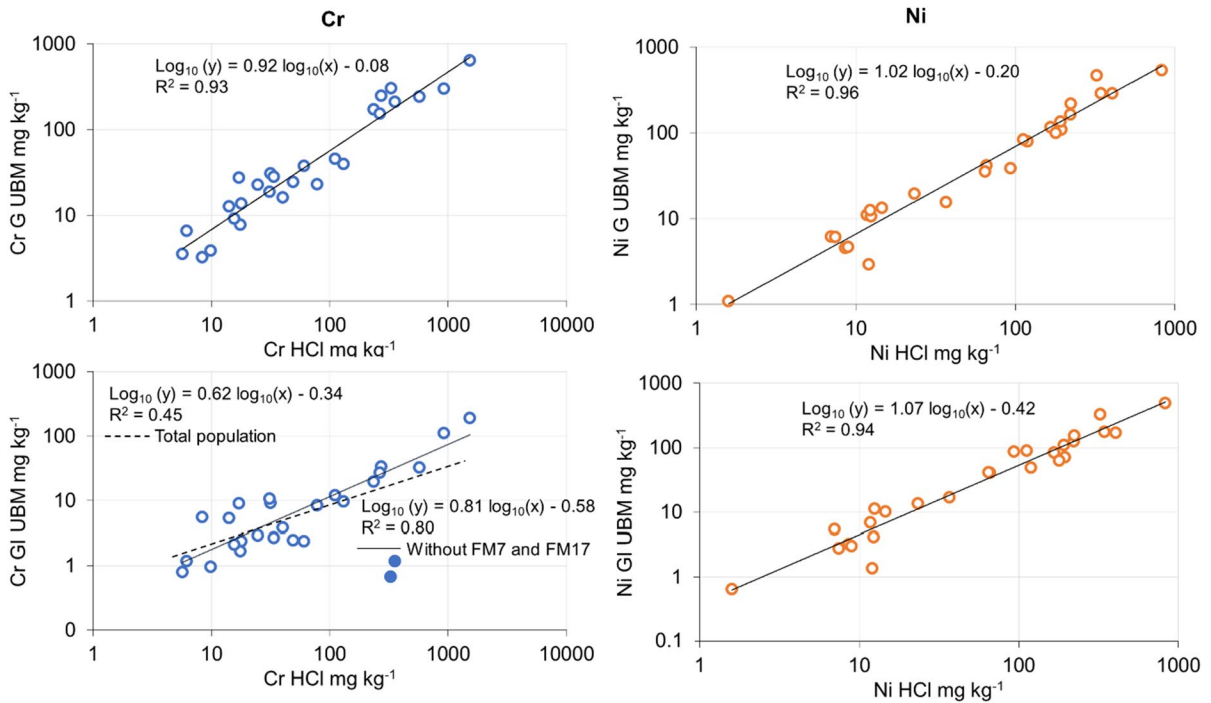 Cr
Log10 (y) = 0.92 log10(x) - 0.08
R² = 0.93
Cr G UBM mg kg⁻¹
1000
100
10
1
1
10
100
1000
10000
Cr HCl mg kg⁻¹
Ni
Log10 (y) = 1.02 log10(x) - 0.20
R² = 0.96
Ni G UBM mg kg⁻¹
1000
100
10
1
1
10
100
1000
Ni HCl mg kg⁻¹
Log10 (y) = 0.62 log10(x) - 0.34
R² = 0.45
Total population
Log10 (y) = 0.81 log10(x) - 0.58
R² = 0.80
Without FM7 and FM17
Cr GI UBM mg kg⁻¹
1000
100
10
1
0
1
10
100
1000
10000
Cr HCl mg kg⁻¹
Log10 (y) = 1.07 log10(x) - 0.42
R² = 0.94
Ni GI UBM mg kg⁻¹
1000
100
10
1
0.1
1
10
100
1000
Ni HCl mg kg⁻¹